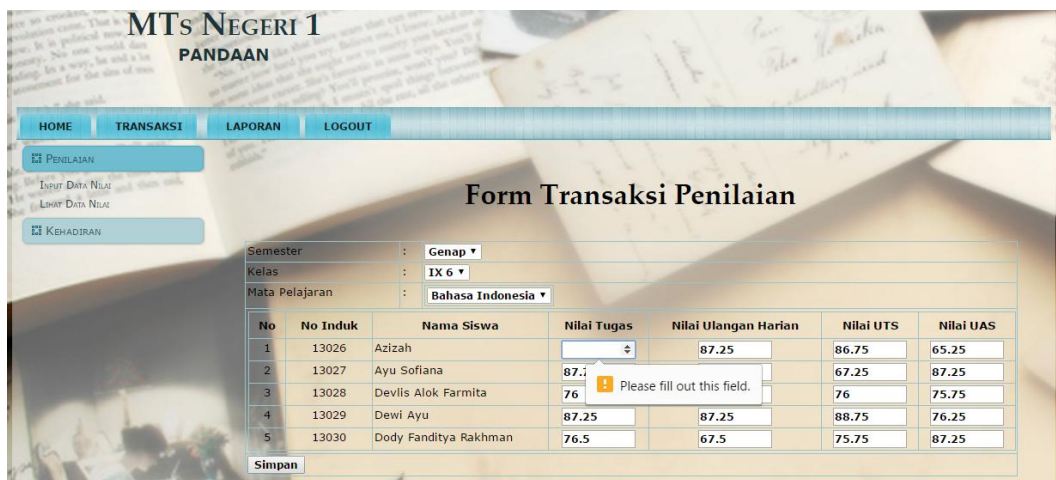 MTs NEGERI 1
PANDAAN
HOME TRANSAKSI LAPORAN LOGOUT
PENILAIAN
INPUT DATA NILAI
LIHAT DATA NILAI
KEHADIRAN
Form Transaksi Penilaian
Semester : Genap
Kelas : IX 6
Mata Pelajaran : Bahasa Indonesia
No No Induk Nama Siswa Nilai Tugas Nilai Ulangan Harian Nilai UTS Nilai UAS
1 13026 Azizah 87.25 86.75 65.25
2 13027 Ayu Sofiana 67.25 87.25
Please fill out this field.
3 13028 Devlis Alok Farmita 76 76 75.75
4 13029 Dewi Ayu 87.25 87.25 88.75 76.25
5 13030 Dody Fanditya Rakhman 76.5 67.5 75.75 87.25
Simpan